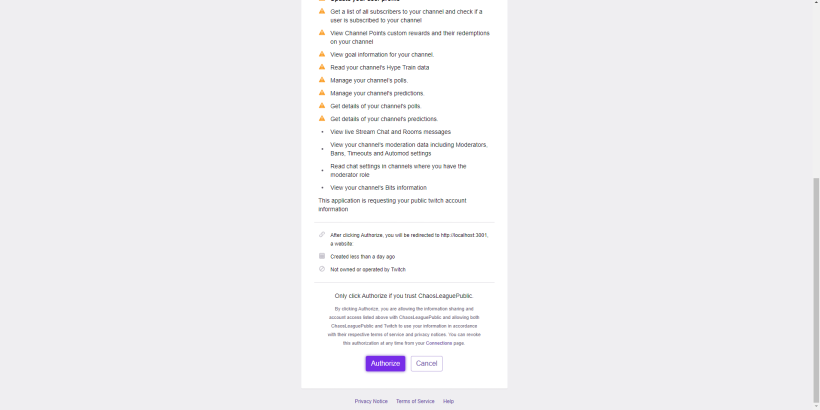 Update your user profile
Get a list of all subscribers to your channel and check if a
user is subscribed to your channel
View Channel Points custom rewards and their redemptions
on your channel
View goal information for your channel.
Read your channel's Hype Train data
Manage your channel's polls.
Manage your channel's predictions.
Get details of your channel's polls.
Get details of your channel's predictions.
View live Stream Chat and Rooms messages
View your channel's moderation data including Moderators,
Bans, Timeouts and Automod settings
Read chat settings in channels where you have the
moderator role
View your channel's Bits information
This application is requesting your public twitch account
information
After clicking Authorize, you will be redirected to http://localhost:3001,
a website.
Created less than a day ago
Not owned or operated by Twitch
Only click Authorize if you trust ChaosLeaguePublic.
By clicking Authorize, you are allowing the information sharing and
account access listed above with ChaosLeaguePublic and allowing both
ChaosLeaguePublic and Twitch to use your information in accordance
with their respective terms of service and privacy notices. You can revoke
this authorization at any time from your Connections page.
Authorize Cancel
Privacy Notice Terms of Service Help